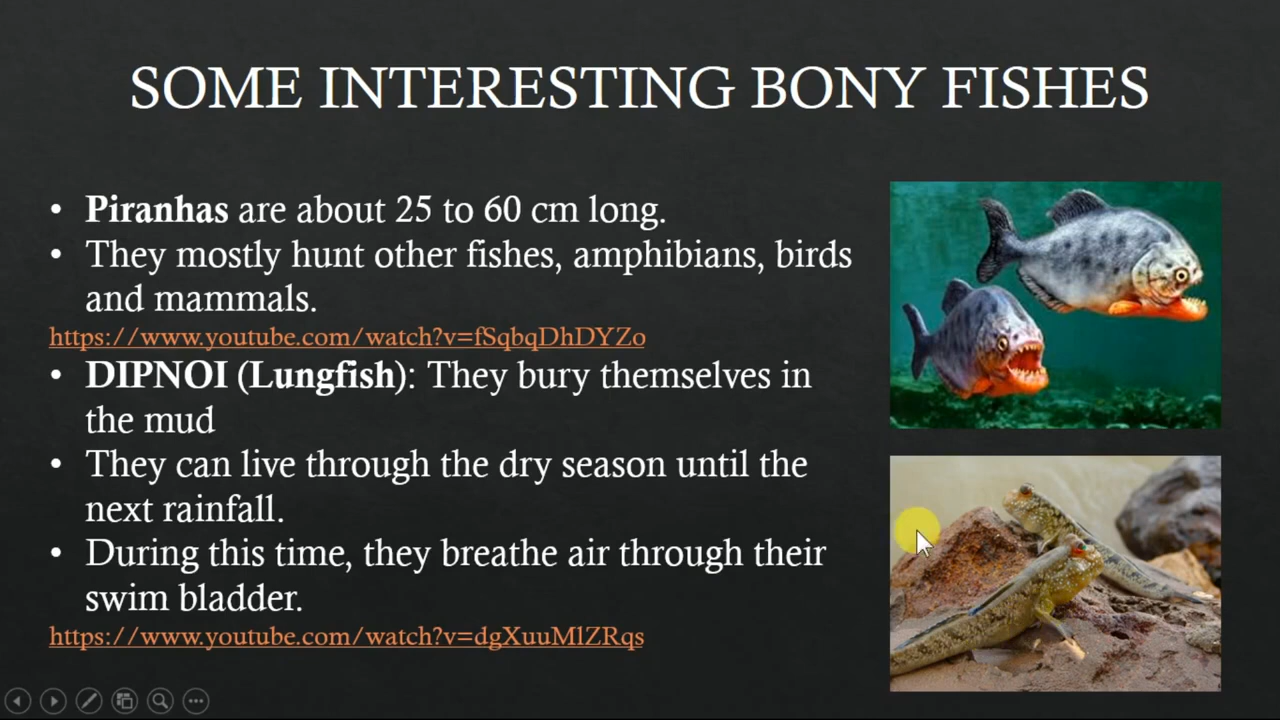 SOME INTERESTING BONY FISHES
• Piranhas are about 25 to 60 cm long.
• They mostly hunt other fishes, amphibians, birds
and mammals.
https://www.youtube.com/watch?v=fSqbqDhDYZo
• DIPNOI (Lungfish): They bury themselves in
the mud
• They can live through the dry season until the
next rainfall.
• During this time, they breathe air through their
swim bladder.
https://www.youtube.com/watch?v=dgXuuMlZRqs